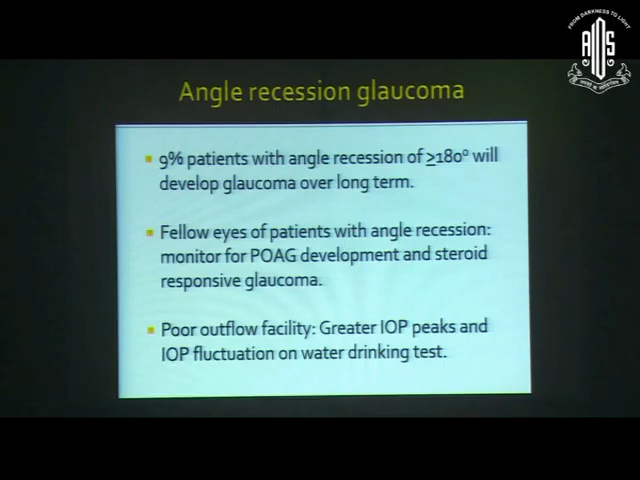 FROM DARKNESS TO LIGHT
AIOS
Angle recession glaucoma
▪ 9% patients with angle recession of ≥180° will
develop glaucoma over long term.
▪ Fellow eyes of patients with angle recession:
monitor for POAG development and steroid
responsive glaucoma.
▪ Poor outflow facility: Greater IOP peaks and
IOP fluctuation on water drinking test.